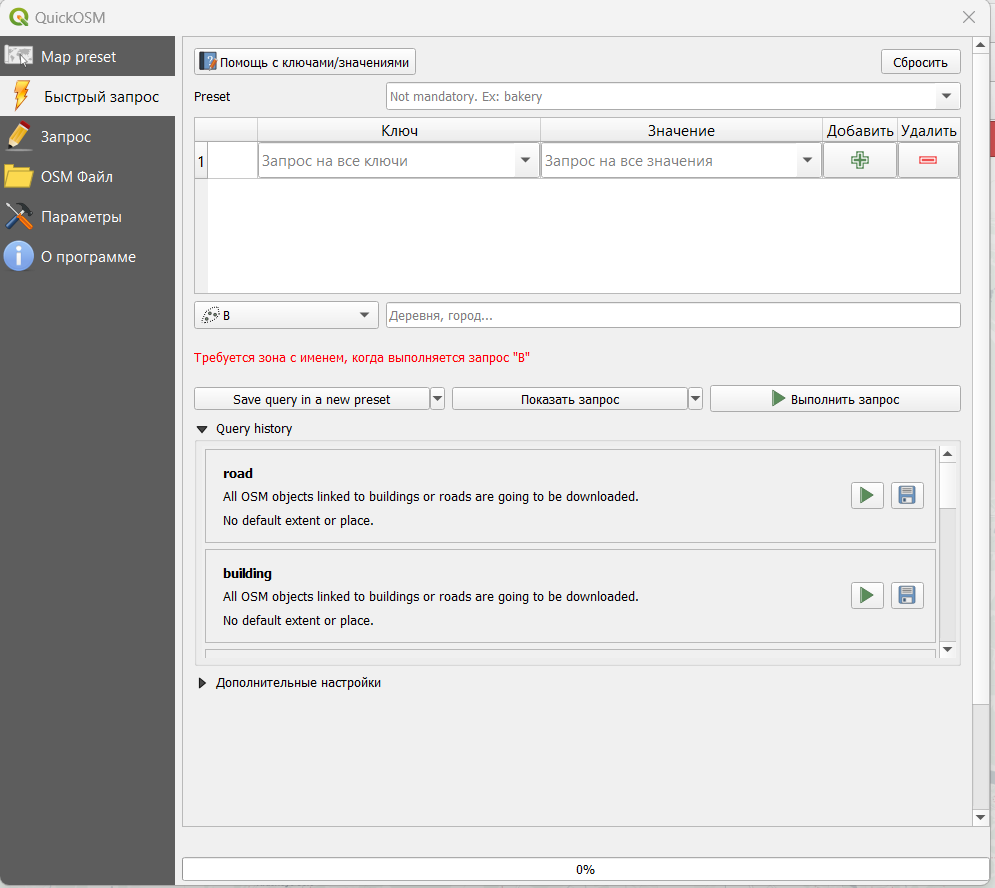 QuickOSM
Map preset
Быстрый запрос
Запрос
OSM Файл
Параметры
О программе
Помощь с ключами/значениями
Сбросить
Preset
Not mandatory. Ex: bakery
Ключ
Значение
Добавить
Удалить
1
Запрос на все ключи
Запрос на все значения
В
Деревня, город...
Требуется зона с именем, когда выполняется запрос "В"
Save query in a new preset
Показать запрос
Выполнить запрос
Query history
road
All OSM objects linked to buildings or roads are going to be downloaded.
No default extent or place.
building
All OSM objects linked to buildings or roads are going to be downloaded.
No default extent or place.
Дополнительные настройки
0%